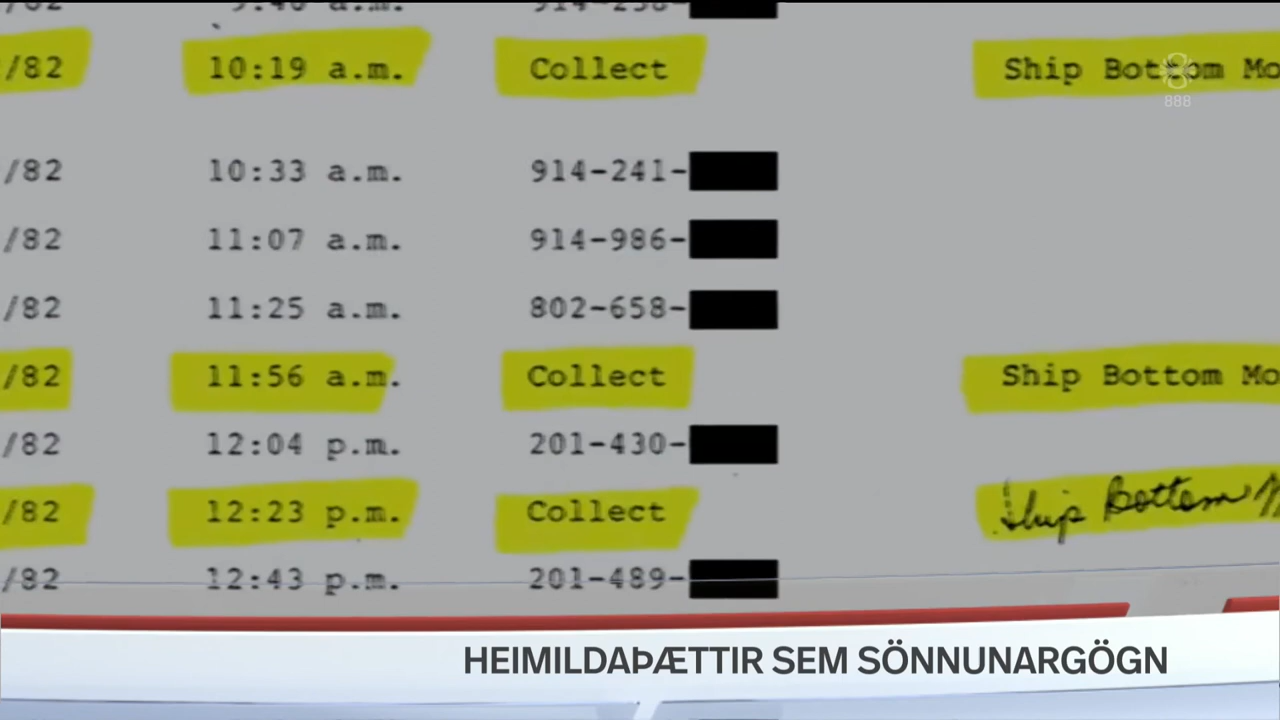 /82 10:19 a.m. Collect Ship Bottom Mo
888
/82 10:33 a.m. 914-241-
/82 11:07 a.m. 914-986-
/82 11:25 a.m. 802-658-
/82 11:56 a.m. Collect Ship Bottom Mo
/82 12:04 p.m. 201-430-
/82 12:23 p.m. Collect Ship Bottom
/82 12:43 p.m. 201-489-
HEIMILDAÞÆTTIR SEM SÖNNUNARGÖGN